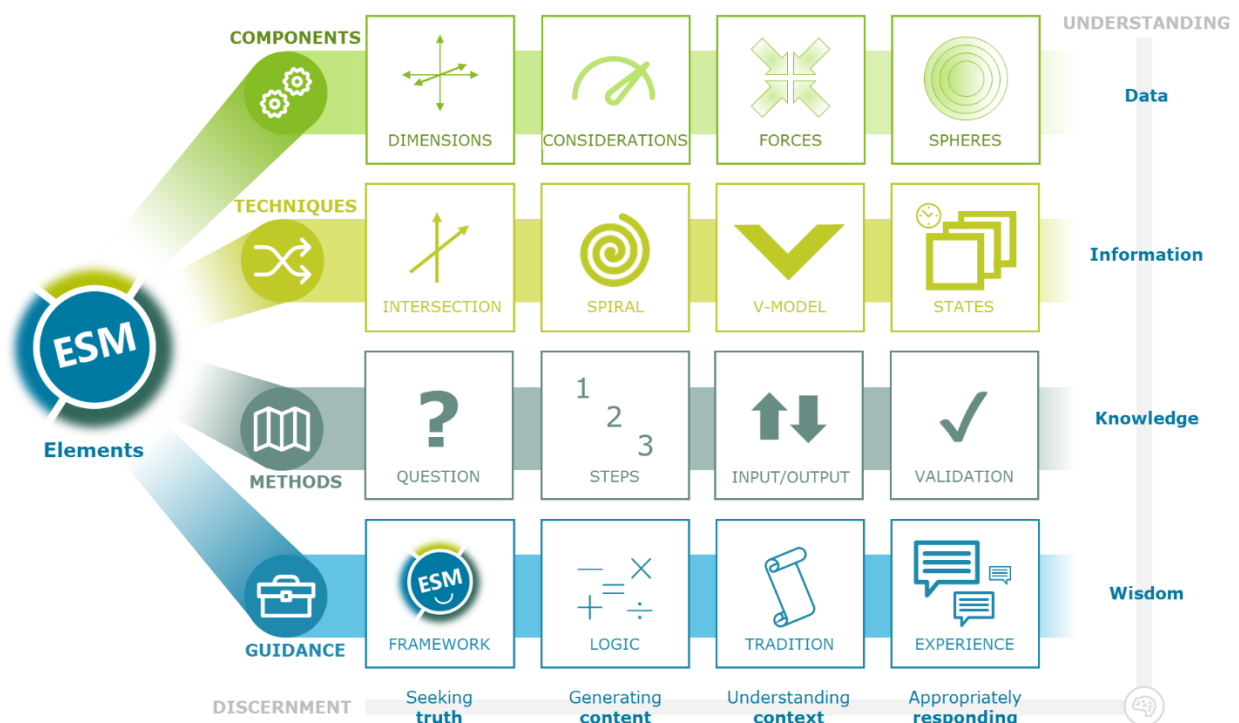 UNDERSTANDING
COMPONENTS
DIMENSIONS
CONSIDERATIONS
FORCES
SPHERES
Data
TECHNIQUES
INTERSECTION
SPIRAL
V-MODEL
STATES
Information
ESM
Elements
METHODS
?
QUESTION
1
2
3
STEPS
INPUT/OUTPUT
VALIDATION
Knowledge
GUIDANCE
ESM
FRAMEWORK
− × = + ÷
LOGIC
TRADITION
EXPERIENCE
Wisdom
DISCERNMENT
Seeking
truth
Generating
content
Understanding
context
Appropriately
responding